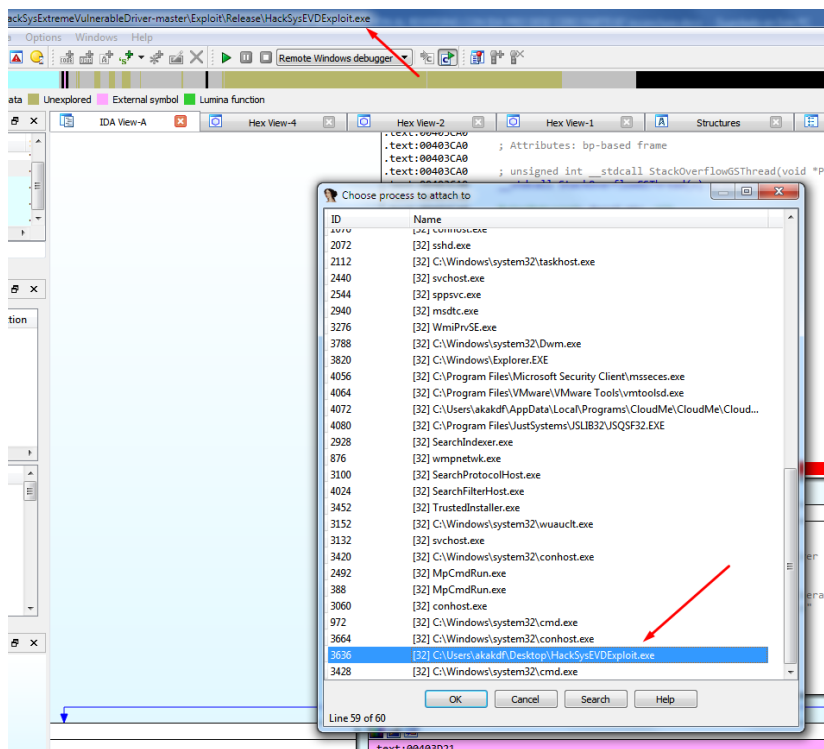 ackSysExtremeVulnerableDriver-master\Exploit\Release\HackSysEVDExploit.exe
Options Windows Help
Remote Windows debugger
ata Unexplored External symbol Lumina function
IDA View-A Hex View-4 Hex View-2 Hex View-1 Structures
.text:00403CA0
.text:00403CA0 ; Attributes: bp-based frame
.text:00403CA0
.text:00403CA0 ; unsigned int __stdcall StackOverflowGSThread(void *P
Choose process to attach to
ID Name
2072 [32] sshd.exe
2112 [32] C:\Windows\system32\taskhost.exe
2440 [32] svchost.exe
2544 [32] sppsvc.exe
2940 [32] msdtc.exe
3276 [32] WmiPrvSE.exe
3788 [32] C:\Windows\system32\Dwm.exe
3820 [32] C:\Windows\Explorer.EXE
4056 [32] C:\Program Files\Microsoft Security Client\msseces.exe
4064 [32] C:\Program Files\VMware\VMware Tools\vmtoolsd.exe
4072 [32] C:\Users\akakdf\AppData\Local\Programs\CloudMe\CloudMe\Cloud...
4080 [32] C:\Program Files\JustSystems\JSLIB32\JSQSF32.EXE
2928 [32] SearchIndexer.exe
876 [32] wmpnetwk.exe
3100 [32] SearchProtocolHost.exe
4024 [32] SearchFilterHost.exe
3452 [32] TrustedInstaller.exe
3152 [32] C:\Windows\system32\wuauclt.exe
3132 [32] svchost.exe
3420 [32] C:\Windows\system32\conhost.exe
2492 [32] MpCmdRun.exe
388 [32] MpCmdRun.exe
3060 [32] conhost.exe
972 [32] C:\Windows\system32\cmd.exe
3664 [32] C:\Windows\system32\conhost.exe
3636 [32] C:\Users\akakdf\Desktop\HackSysEVDExploit.exe
3428 [32] C:\Windows\system32\cmd.exe
OK Cancel Search Help
Line 59 of 60
tion